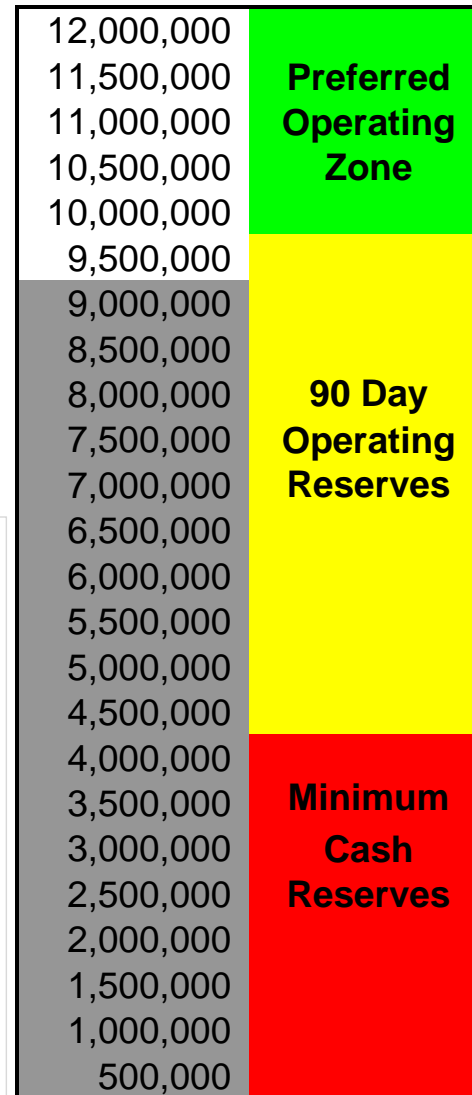 12,000,000
11,500,000 Preferred
11,000,000 Operating
10,500,000 Zone
10,000,000
9,500,000
9,000,000
8,500,000
8,000,000 90 Day
7,500,000 Operating
7,000,000 Reserves
6,500,000
6,000,000
5,500,000
5,000,000
4,500,000
4,000,000
3,500,000 Minimum
3,000,000 Cash
2,500,000 Reserves
2,000,000
1,500,000
1,000,000
500,000